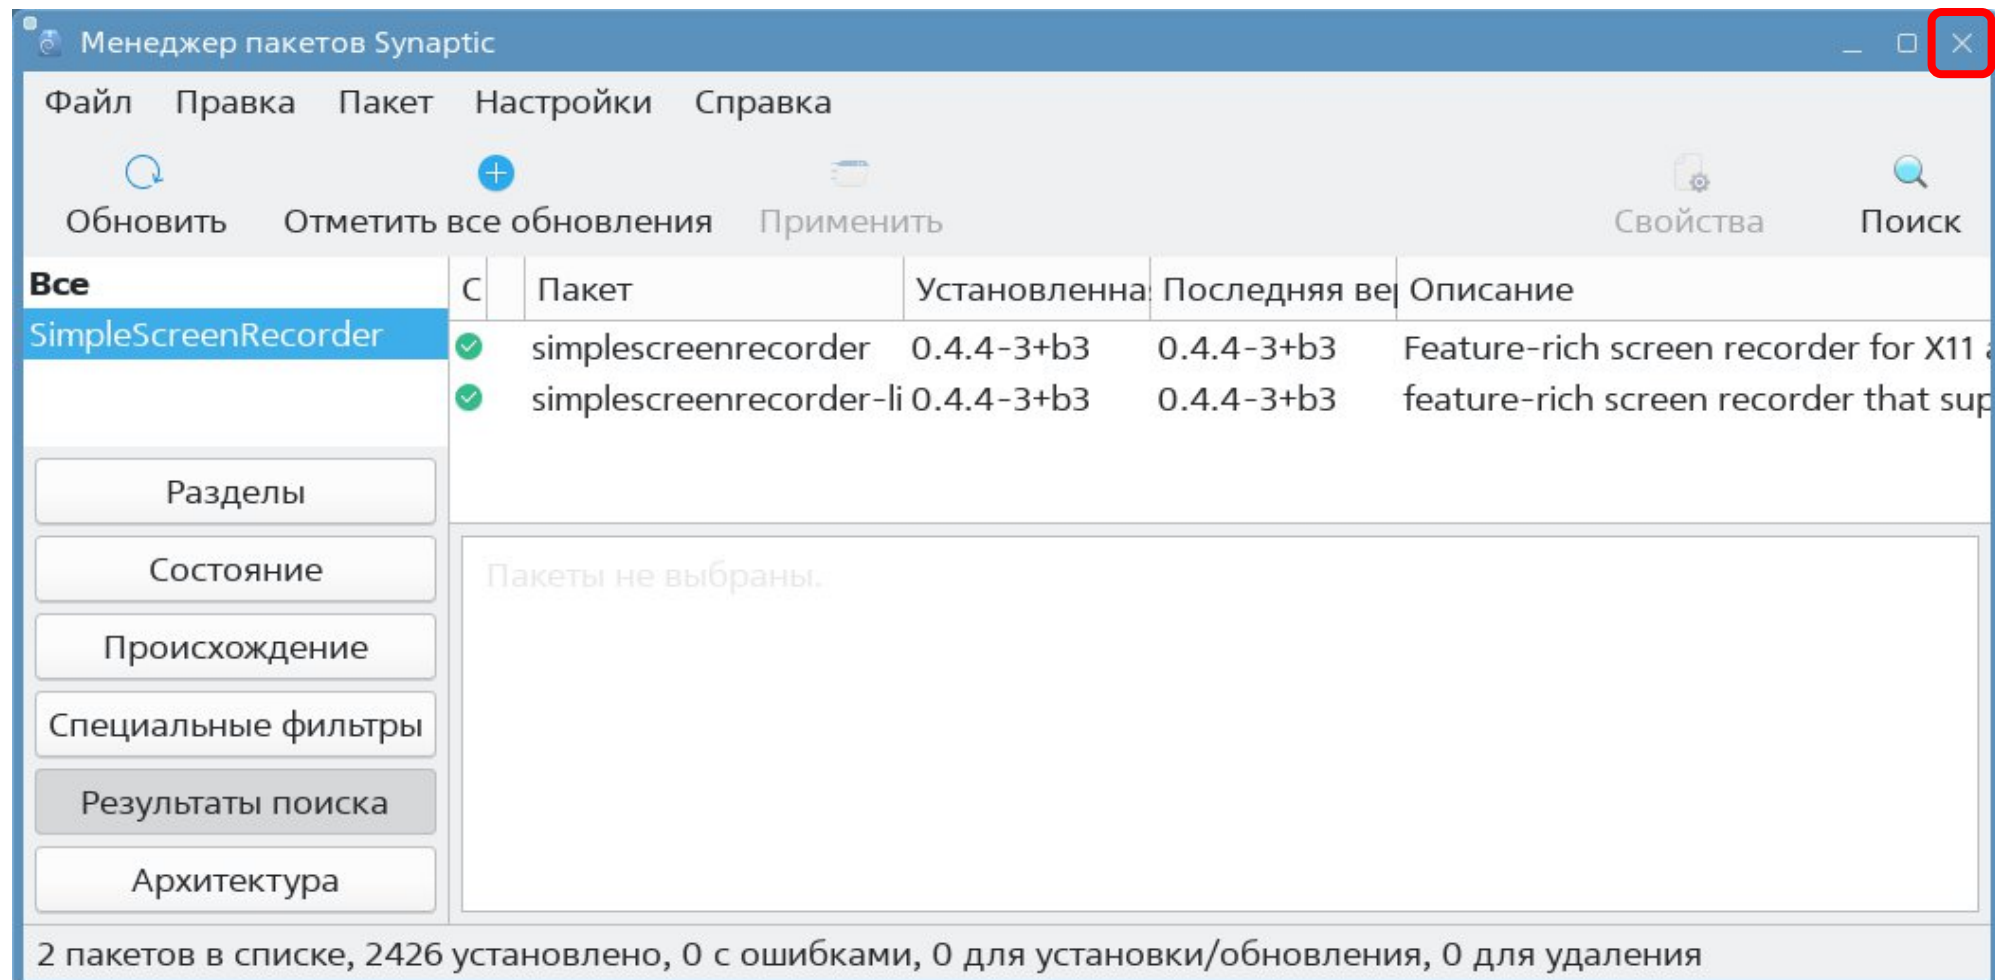 Менеджер пакетов Synaptic
Файл Правка Пакет Настройки Справка
Обновить Отметить все обновления Применить Свойства Поиск
Все
SimpleScreenRecorder
С Пакет Установленна Последняя ве Описание
simplescreenrecorder 0.4.4-3+b3 0.4.4-3+b3 Feature-rich screen recorder for X11
simplescreenrecorder-li 0.4.4-3+b3 0.4.4-3+b3 feature-rich screen recorder that sup
Разделы
Состояние
Происхождение
Специальные фильтры
Результаты поиска
Архитектура
Пакеты не выбраны.
2 пакетов в списке, 2426 установлено, 0 с ошибками, 0 для установки/обновления, 0 для удаления